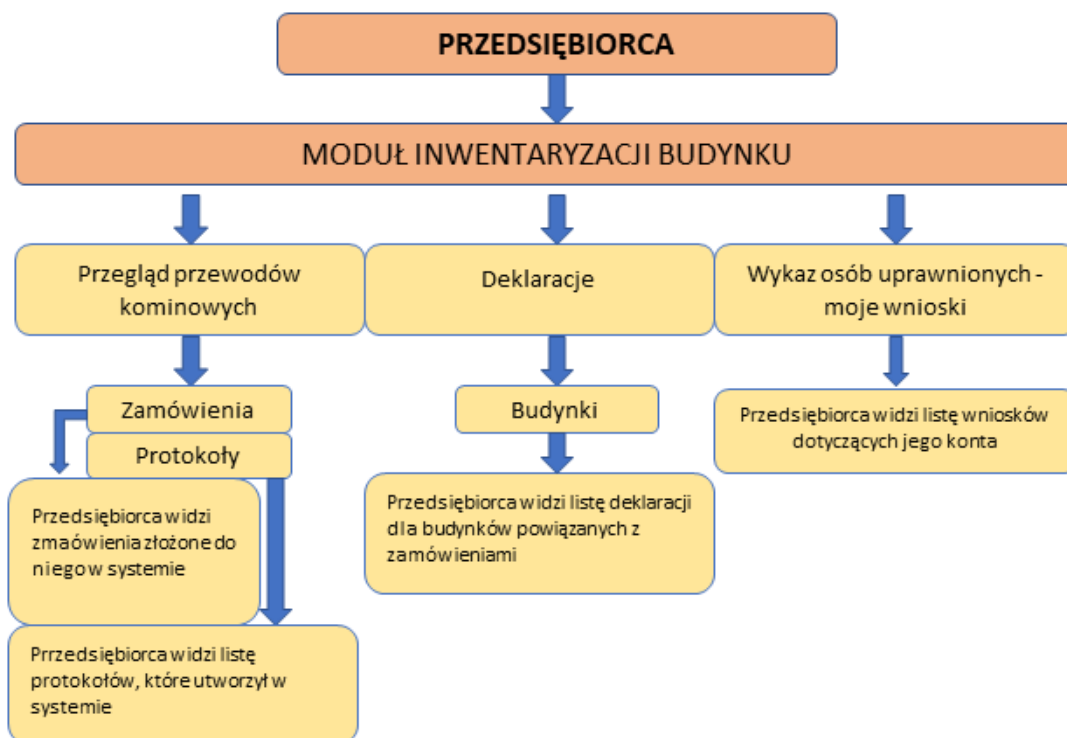 PRZEDSIĘBIORCA
MODUŁ INWENTARYZACJI BUDYNKU
Przegląd przewodów
kominowych
Deklaracje
Wykaz osób uprawnionych -
moje wnioski
Zamówienia
Protokoły
Budynki
Przedsiębiorca widzi listę wniosków
dotyczących jego konta
Przedsiębiorca widzi
zmaówienia złożone do
niego w systemie
Przedsiębiorca widzi listę deklaracji
dla budynków powiązanych z
zamówieniami
Prrzedsiębiorca widzi listę
protokołów, które utworzył w
systemie